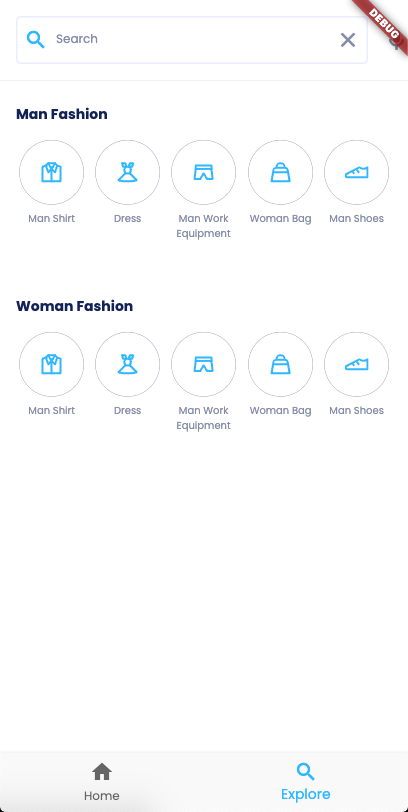 DEBUG
Search
Man Fashion
Man Shirt
Dress
Man Work
Equipment
Woman Bag
Man Shoes
Woman Fashion
Man Shirt
Dress
Man Work
Equipment
Woman Bag
Man Shoes
Home
Explore